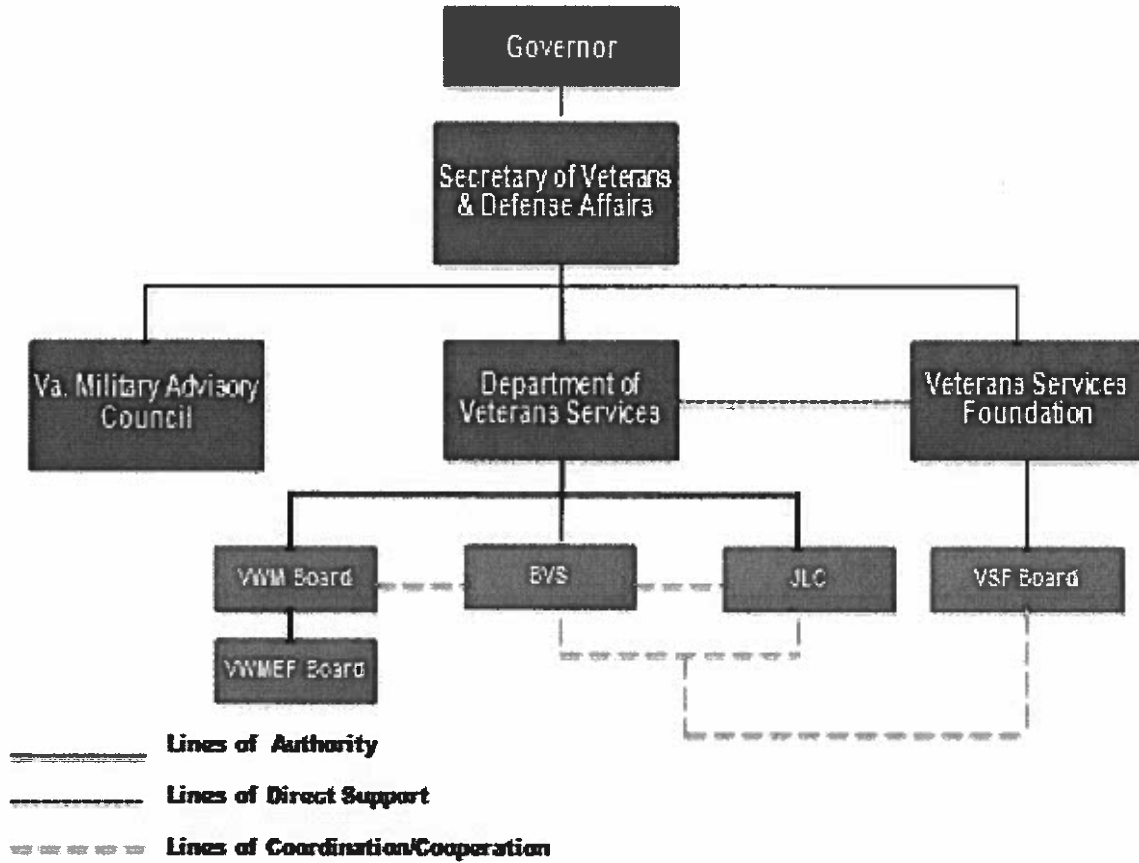 Governor
Secretary of Veterans
& Defense Affairs
Va. Military Advisory
Council
Department of
Veterans Services
Veterans Services
Foundation
VWM Board
BVS
JLC
VSF Board
VWMEF Board
Lines of Authority
Lines of Direct Support
Lines of Coordination/Cooperation